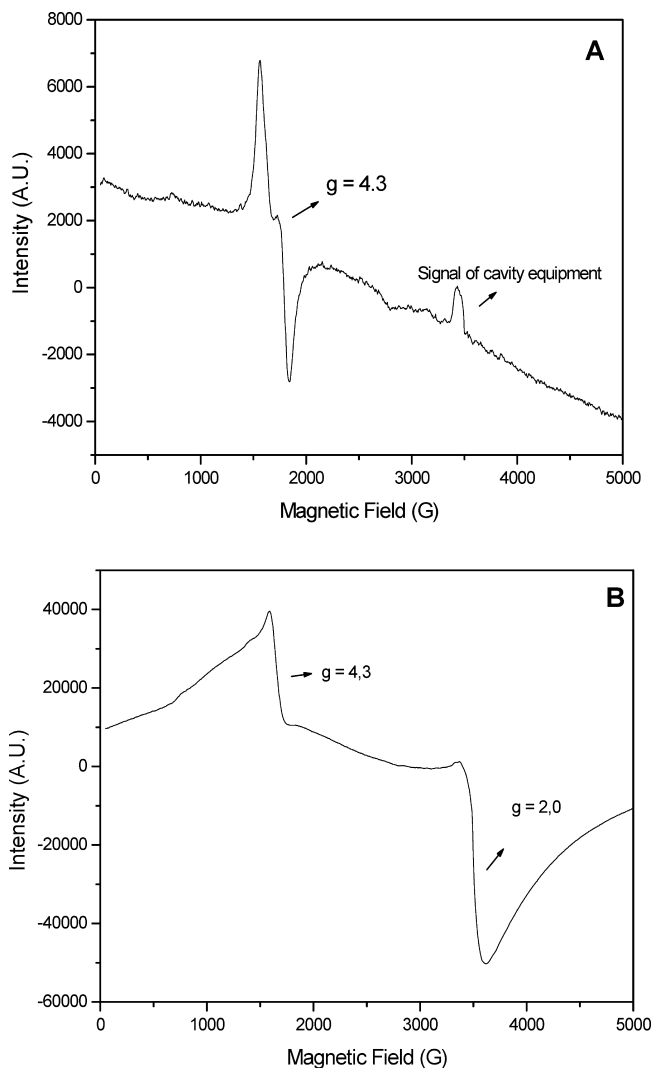 A
8000
6000
4000
2000
0
-2000
-4000
Intensity (A.U.)
g = 4.3
Signal of cavity equipment
0 1000 2000 3000 4000 5000
Magnetic Field (G)
B
40000
20000
0
-20000
-40000
-60000
Intensity (A.U.)
g = 4,3
g = 2,0
0 1000 2000 3000 4000 5000
Magnetic Field (G)